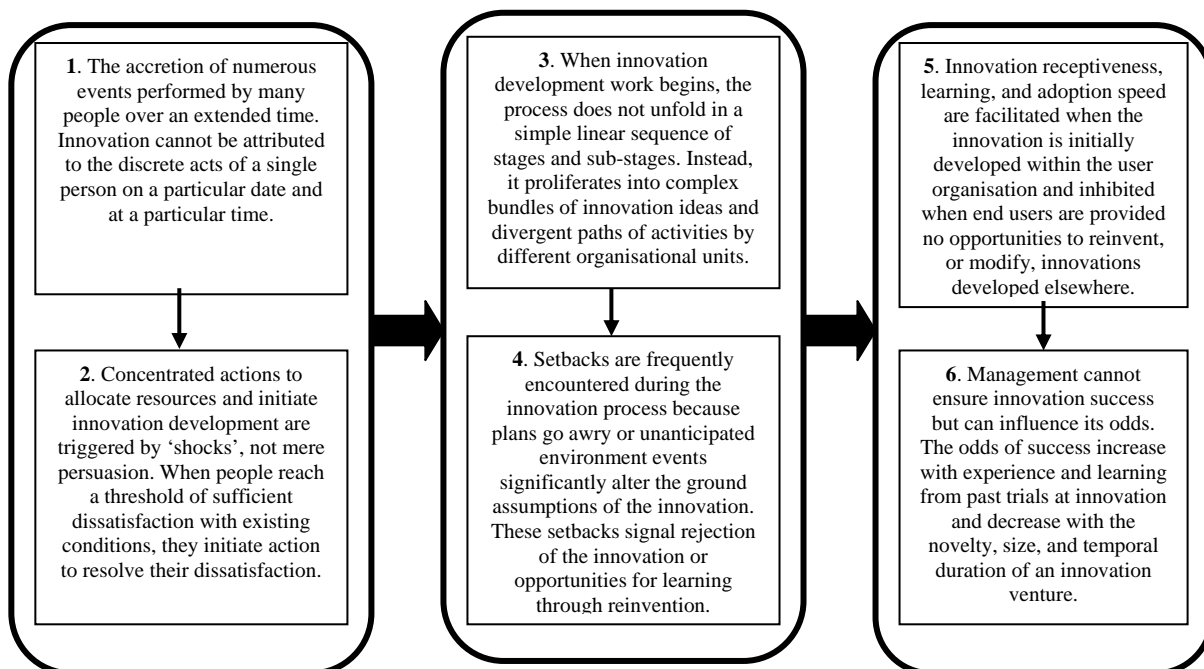 1. The accretion of numerous
events performed by many
people over an extended time.
Innovation cannot be attributed
to the discrete acts of a single
person on a particular date and
at a particular time.
2. Concentrated actions to
allocate resources and initiate
innovation development are
triggered by ‘shocks’, not mere
persuasion. When people reach
a threshold of sufficient
dissatisfaction with existing
conditions, they initiate action
to resolve their dissatisfaction.
3. When innovation
development work begins, the
process does not unfold in a
simple linear sequence of
stages and sub-stages. Instead,
it proliferates into complex
bundles of innovation ideas and
divergent paths of activities by
different organisational units.
4. Setbacks are frequently
encountered during the
innovation process because
plans go awry or unanticipated
environment events
significantly alter the ground
assumptions of the innovation.
These setbacks signal rejection
of the innovation or
opportunities for learning
through reinvention.
5. Innovation receptiveness,
learning, and adoption speed
are facilitated when the
innovation is initially
developed within the user
organisation and inhibited
when end users are provided
no opportunities to reinvent,
or modify, innovations
developed elsewhere.
6. Management cannot
ensure innovation success
but can influence its odds.
The odds of success increase
with experience and learning
from past trials at innovation
and decrease with the
novelty, size, and temporal
duration of an innovation
venture.